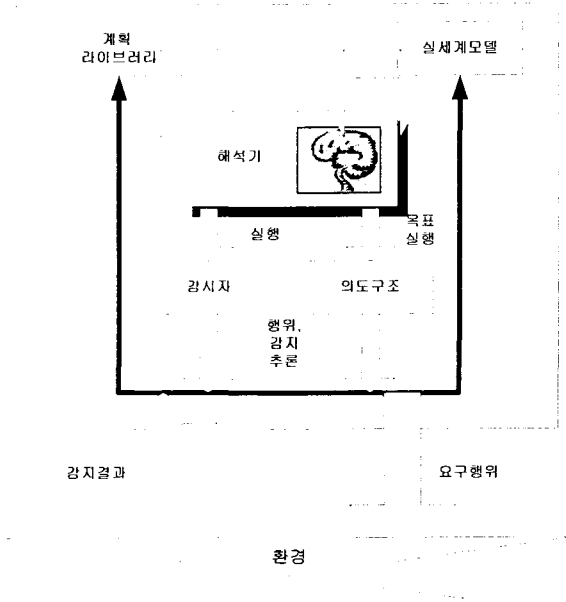 계획
라이브러리
실세계모델
해석기
실행
목표
실행
감시자
의도구조
행위,
감지
추론
감지결과
요구행위
환경